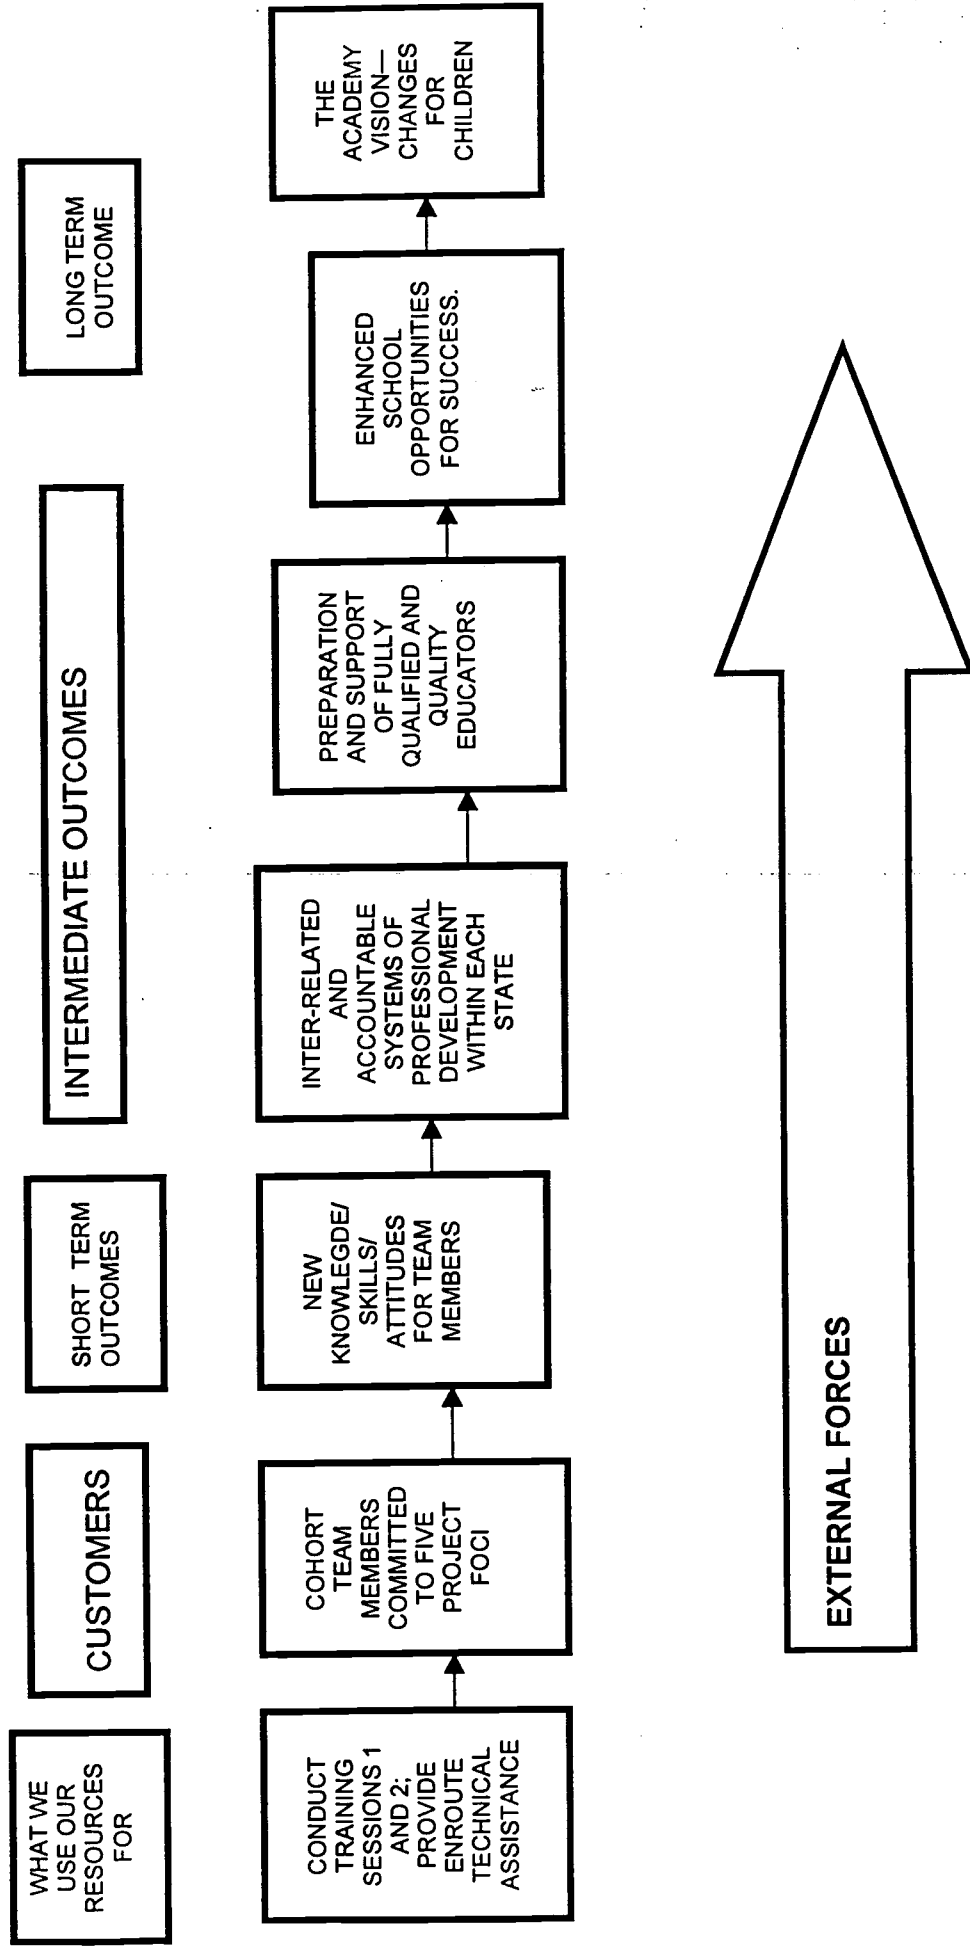 WHAT WE
USE OUR
RESOURCES
FOR
CUSTOMERS
SHORT TERM
OUTCOMES
INTERMEDIATE OUTCOMES
LONG TERM
OUTCOME
CONDUCT
TRAINING
SESSIONS 1
AND 2;
PROVIDE
ENROUTE
TECHNICAL
ASSISTANCE
COHORT
TEAM
MEMBERS
COMMITTED
TO FIVE
PROJECT
FOCI
NEW
KNOWLEGDE/
SKILLS/
ATTITUDES
FOR TEAM
MEMBERS
INTER-RELATED
AND
ACCOUNTABLE
SYSTEMS OF
PROFESSIONAL
DEVELOPMENT
WITHIN EACH
STATE
PREPARATION
AND SUPPORT
OF FULLY
QUALIFIED AND
QUALITY
EDUCATORS
ENHANCED
SCHOOL
OPPORTUNITIES
FOR SUCCESS.
THE
ACADEMY
VISION—
CHANGES
FOR
CHILDREN
EXTERNAL FORCES